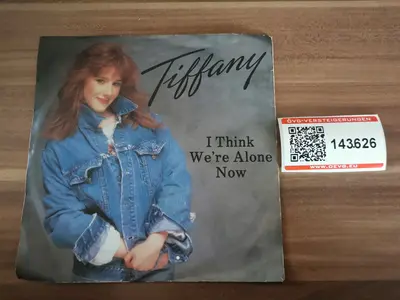 Tiffany
I Think
We're Alone
Now
ÖVG-VERSTEIGERUNGEN
143626
WWW.OEVG.EU